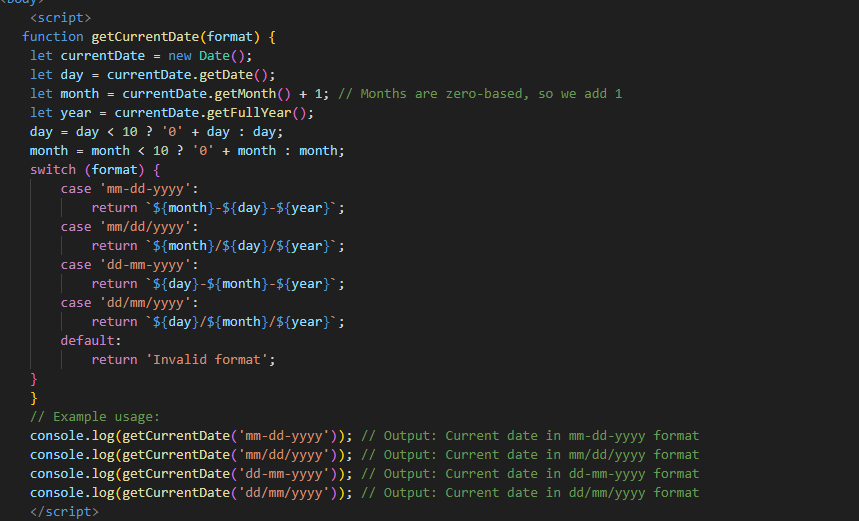 <body>
<script>
function getCurrentDate(format) {
let currentDate = new Date();
let day = currentDate.getDate();
let month = currentDate.getMonth() + 1; // Months are zero-based, so we add 1
let year = currentDate.getFullYear();
day = day < 10 ? '0' + day : day;
month = month < 10 ? '0' + month : month;
switch (format) {
case 'mm-dd-yyyy':
return `${month}-${day}-${year}`;
case 'mm/dd/yyyy':
return `${month}/${day}/${year}`;
case 'dd-mm-yyyy':
return `${day}-${month}-${year}`;
case 'dd/mm/yyyy':
return `${day}/${month}/${year}`;
default:
return 'Invalid format';
}
}
// Example usage:
console.log(getCurrentDate('mm-dd-yyyy')); // Output: Current date in mm-dd-yyyy format
console.log(getCurrentDate('mm/dd/yyyy')); // Output: Current date in mm/dd/yyyy format
console.log(getCurrentDate('dd-mm-yyyy')); // Output: Current date in dd-mm-yyyy format
console.log(getCurrentDate('dd/mm/yyyy')); // Output: Current date in dd/mm/yyyy format
</script>